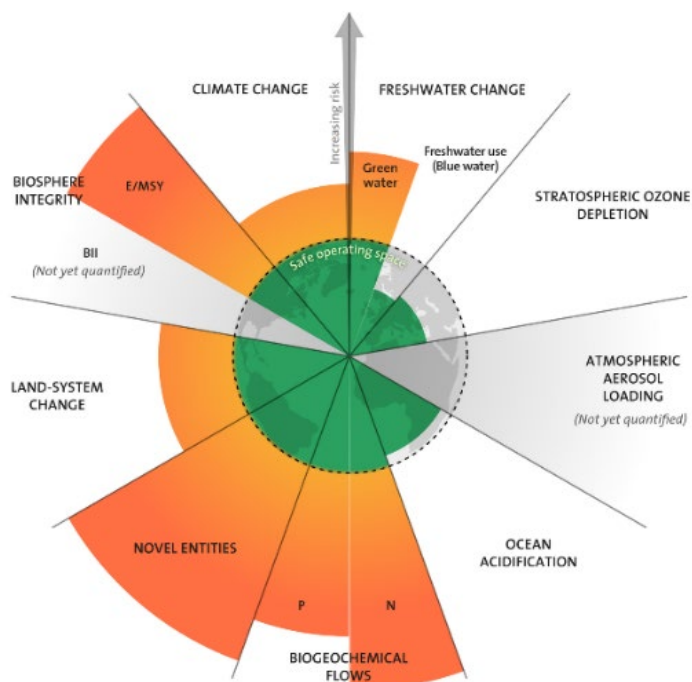 CLIMATE CHANGE
FRESHWATER CHANGE
Increasing risk
Green
water
Freshwater use
(Blue water)
BIOSPHERE
INTEGRITY
E/MSY
STRATOSPHERIC OZONE
DEPLETION
BII
(Not yet quantified)
Safe operating space
LAND-SYSTEM
CHANGE
ATMOSPHERIC
AEROSOL
LOADING
(Not yet quantified)
NOVEL ENTITIES
OCEAN
ACIDIFICATION
P
N
BIOGEOCHEMICAL
FLOWS